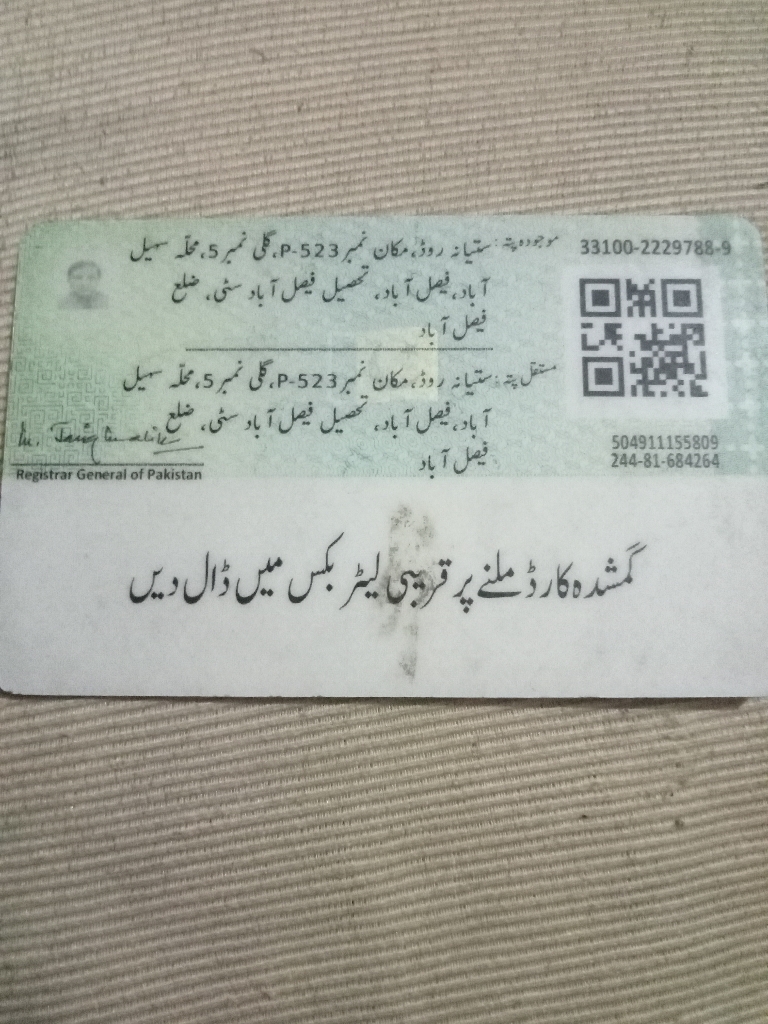 موجودہ پتہ: ستیانہ روڈ، مکان نمبر P-523، گلی نمبر 5، محلّہ سہیل
آباد، فیصل آباد، تحصیل فیصل آباد سٹی، ضلع
فیصل آباد
33100-2229788-9
مستقل پتہ: ستیانہ روڈ، مکان نمبر P-523، گلی نمبر 5، محلّہ سہیل
آباد، فیصل آباد، تحصیل فیصل آباد سٹی، ضلع
فیصل آباد
504911155809
244-81-684264
Registrar General of Pakistan
گمشدہ کارڈ ملنے پر قریبی لیٹر بکس میں ڈال دیں